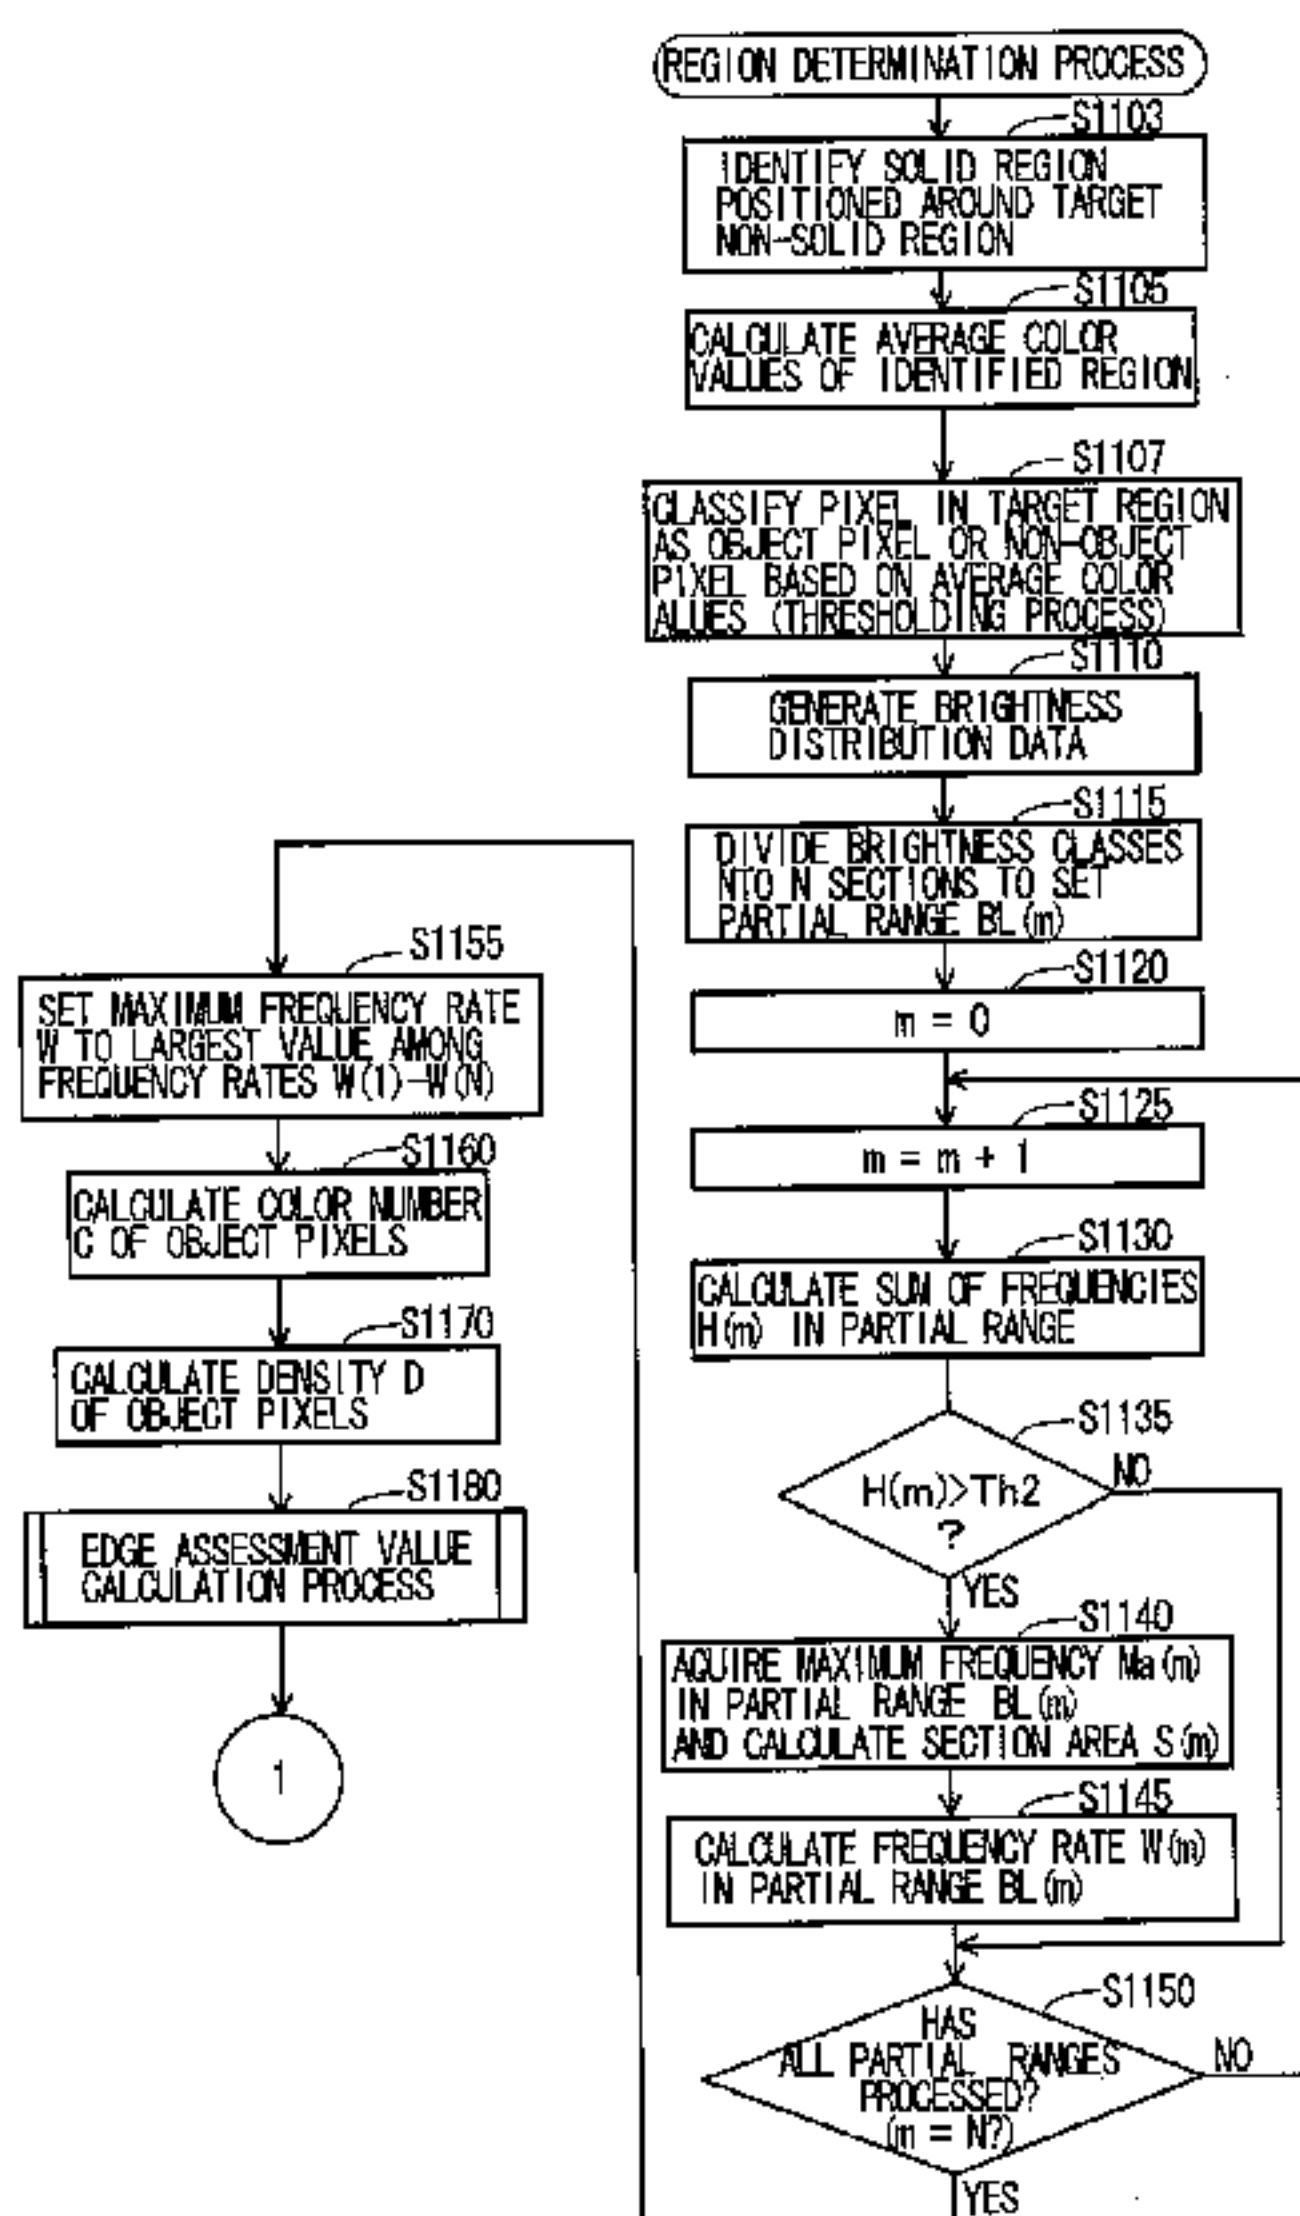 REGION DETERMINATION PROCESS
S1103
IDENTIFY SOLID REGION
POSITIONED AROUND TARGET
NON-SOLID REGION
S1105
CALCULATE AVERAGE COLOR
VALUES OF IDENTIFIED REGION
S1107
CLASSIFY PIXEL IN TARGET REGION
AS OBJECT PIXEL OR NON-OBJECT
PIXEL BASED ON AVERAGE COLOR
ALUES (THRESHOLDING PROCESS)
S1110
GENERATE BRIGHTNESS
DISTRIBUTION DATA
S1115
DIVIDE BRIGHTNESS CLASSES
NTO N SECTIONS TO SET
PARTIAL RANGE BL(m)
S1120
m = 0
S1125
m = m + 1
S1130
CALCULATE SUM OF FREQUENCIES
H(m) IN PARTIAL RANGE
S1135
H(m)>Th2
?
NO
YES
S1140
AQUIRE MAXIMUM FREQUENCY Ma(m)
IN PARTIAL RANGE BL(m)
AND CALCULATE SECTION AREA S(m)
S1145
CALCULATE FREQUENCY RATE W(m)
IN PARTIAL RANGE BL(m)
S1150
HAS
ALL PARTIAL RANGES
PROCESSED?
(m = N?)
NO
YES
S1155
SET MAXIMUM FREQUENCY RATE
W TO LARGEST VALUE AMONG
FREQUENCY RATES W(1)-W(N)
S1160
CALCULATE COLOR NUMBER
C OF OBJECT PIXELS
S1170
CALCULATE DENSITY D
OF OBJECT PIXELS
S1180
EDGE ASSESSMENT VALUE
CALCULATION PROCESS
1